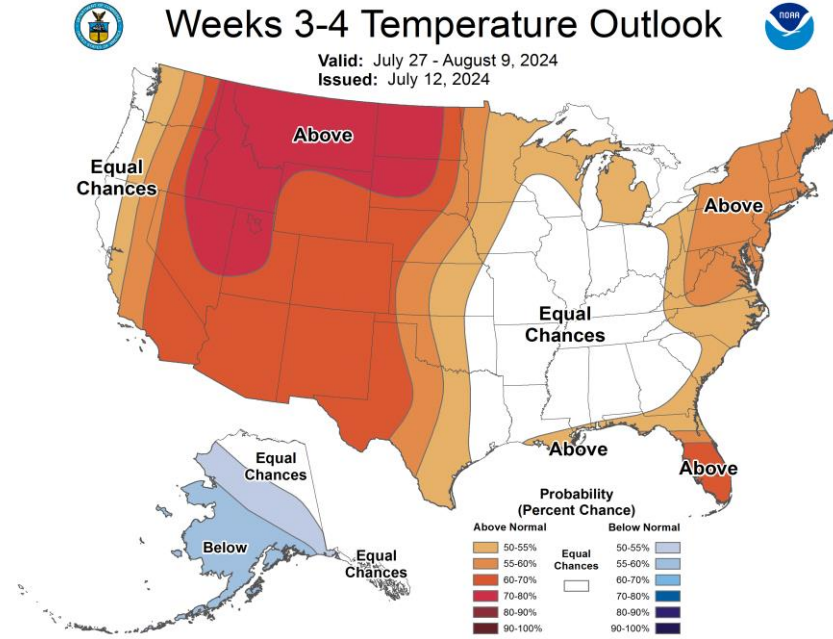 Weeks 3-4 Temperature Outlook
NOAA
Valid: July 27 - August 9, 2024
Issued: July 12, 2024
Above
Equal
Chances
Above
Equal
Chances
Above
Above
Equal
Chances
Below
Equal
Chances
Probability
(Percent Chance)
Above Normal
Below Normal
Equal
Chances
50-55%
55-60%
60-70%
70-80%
80-90%
90-100%
50-55%
55-60%
60-70%
70-80%
80-90%
90-100%